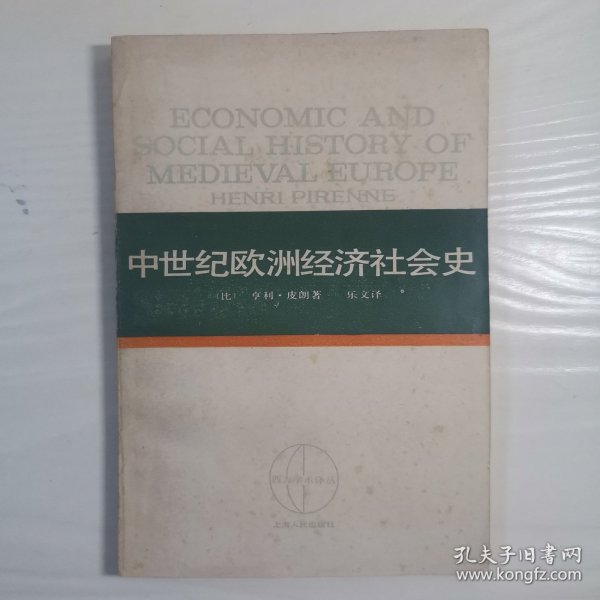 ECONOMIC AND
SOCIAL HISTORY OF
MEDIEVAL EUROPE
HENRI PIRENNE
中世纪欧洲经济社会史
〔比〕 亨利·皮朗著 乐文译
西方学术译丛
上海人民出版社
孔夫子旧书网
www.kongfz.com